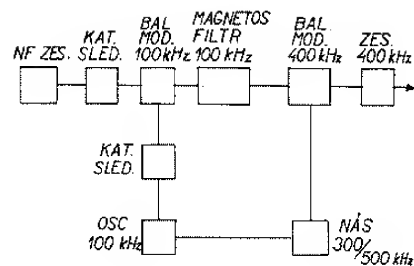 NF ZES.
KAT.
SLED.
BAL
MOD.
100 kHz
MAGNETOS
FILTR
100 kHz
BAL
MOD.
400 kHz
ZES.
400 kHz
KAT.
SLED.
OSC
100 kHz
NÁS
300/
500 kHz